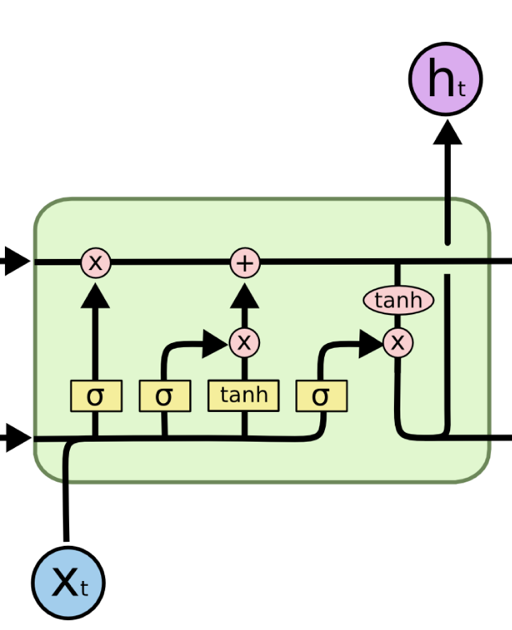 ht
x +
tanh
x x
σ σ tanh σ
xt